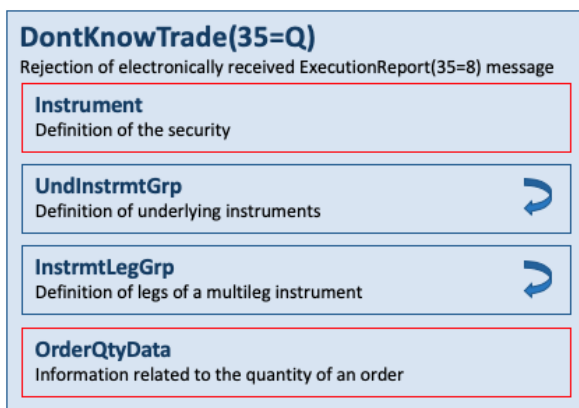 DontKnowTrade(35=Q)
Rejection of electronically received ExecutionReport(35=8) message
Instrument
Definition of the security
UndInstrmtGrp
Definition of underlying instruments
InstrmtLegGrp
Definition of legs of a multileg instrument
OrderQtyData
Information related to the quantity of an order